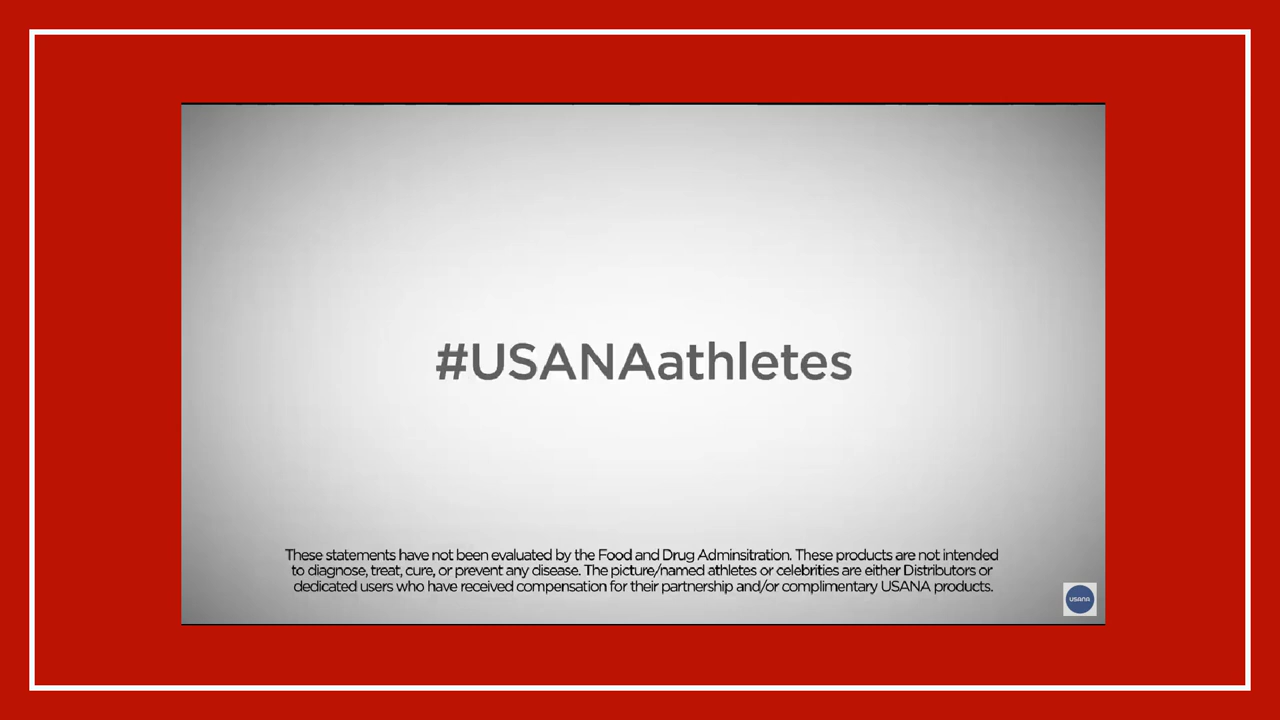 #USANAathletes
These statements have not been evaluated by the Food and Drug Adminsitration. These products are not intended
to diagnose, treat, cure, or prevent any disease. The picture/named athletes or celebrities are either Distributors or
dedicated users who have received compensation for their partnership and/or complimentary USANA products.
USANA